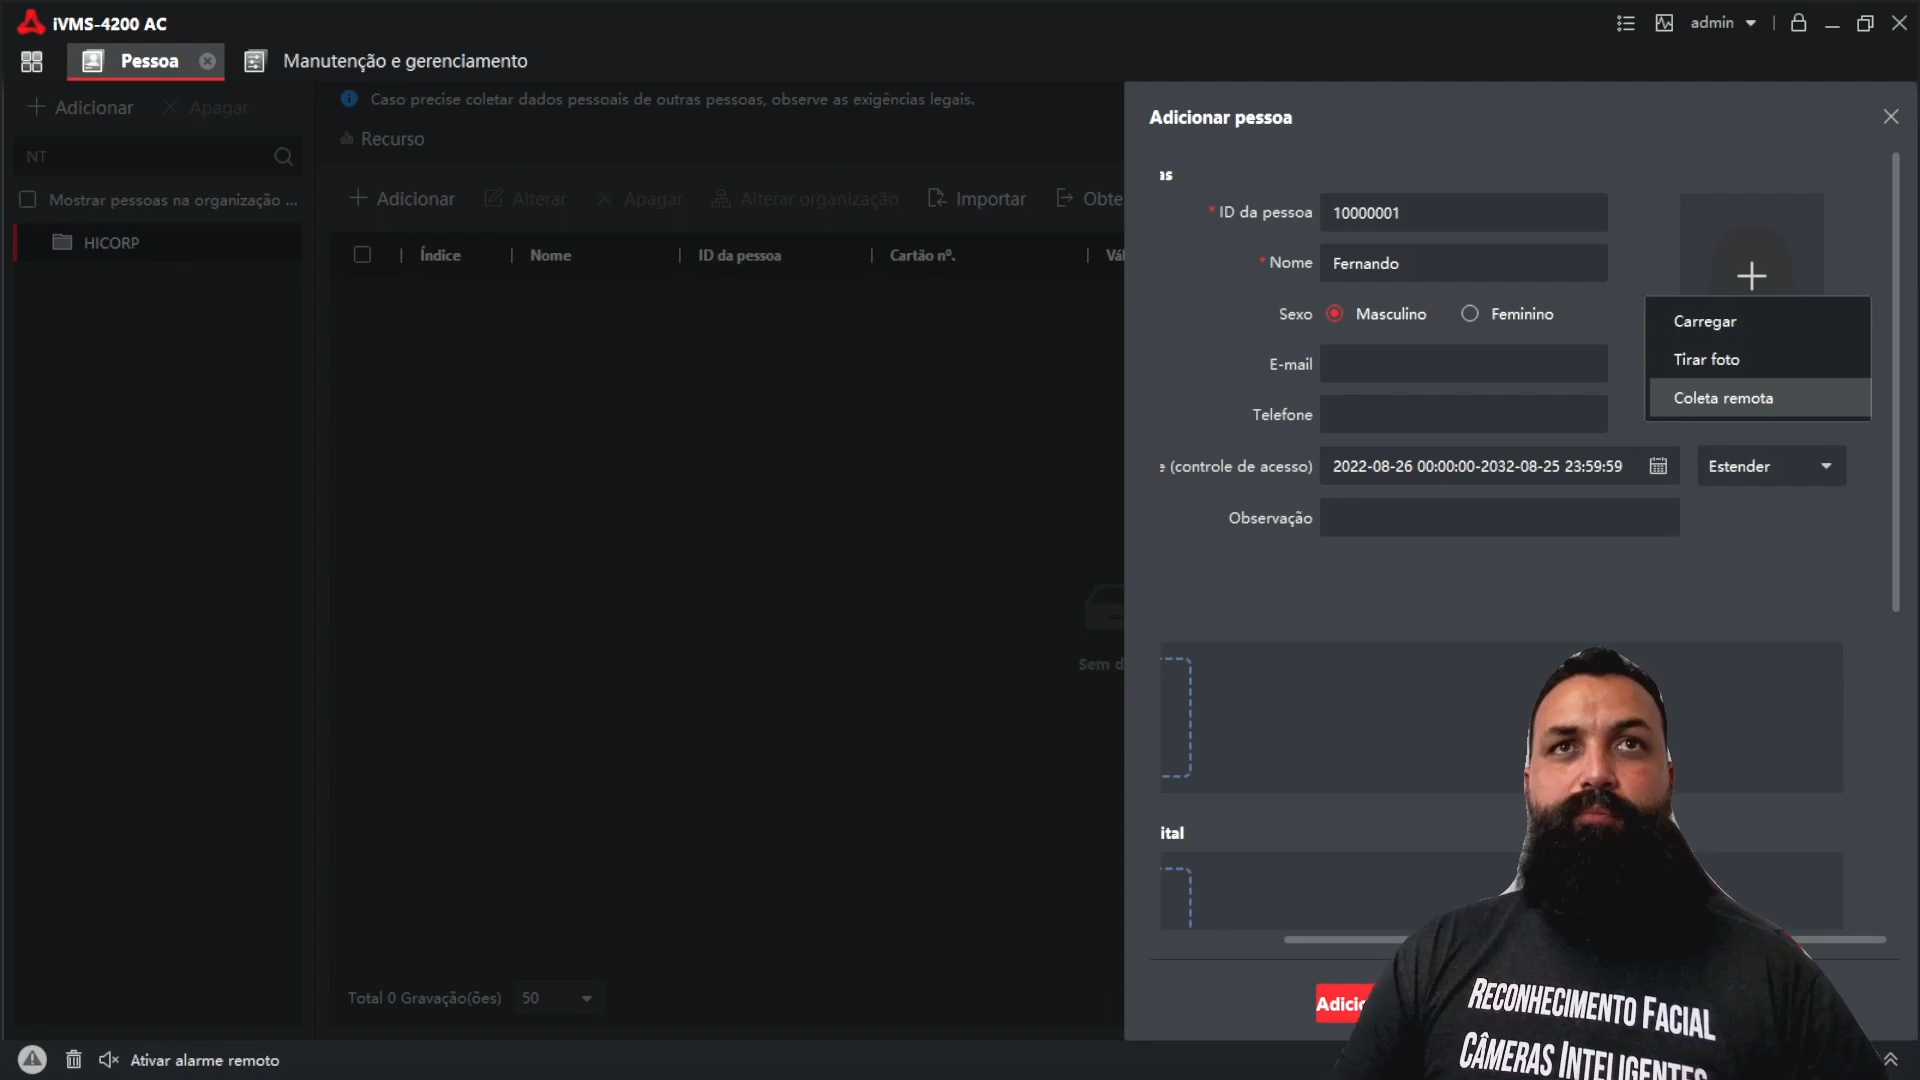 iVMS-4200 AC
admin
Pessoa
Manutenção e gerenciamento
Adicionar
Apagar
NT
Mostrar pessoas na organização ...
HICORP
Caso precise coletar dados pessoais de outras pessoas, observe as exigências legais.
Recurso
Adicionar
Alterar
Apagar
Alterar organização
Importar
Obte
Índice
Nome
ID da pessoa
Cartão nº.
Vál
Sem d
Total 0 Gravação(ões)
50
Adicionar pessoa
as
* ID da pessoa
10000001
* Nome
Fernando
Sexo
Masculino
Feminino
E-mail
Telefone
e (controle de acesso)
2022-08-26 00:00:00-2032-08-25 23:59:59
Estender
Observação
Carregar
Tirar foto
Coleta remota
ital
Adicio
Reconhecimento Facial
Câmeras Inteligentes
Ativar alarme remoto